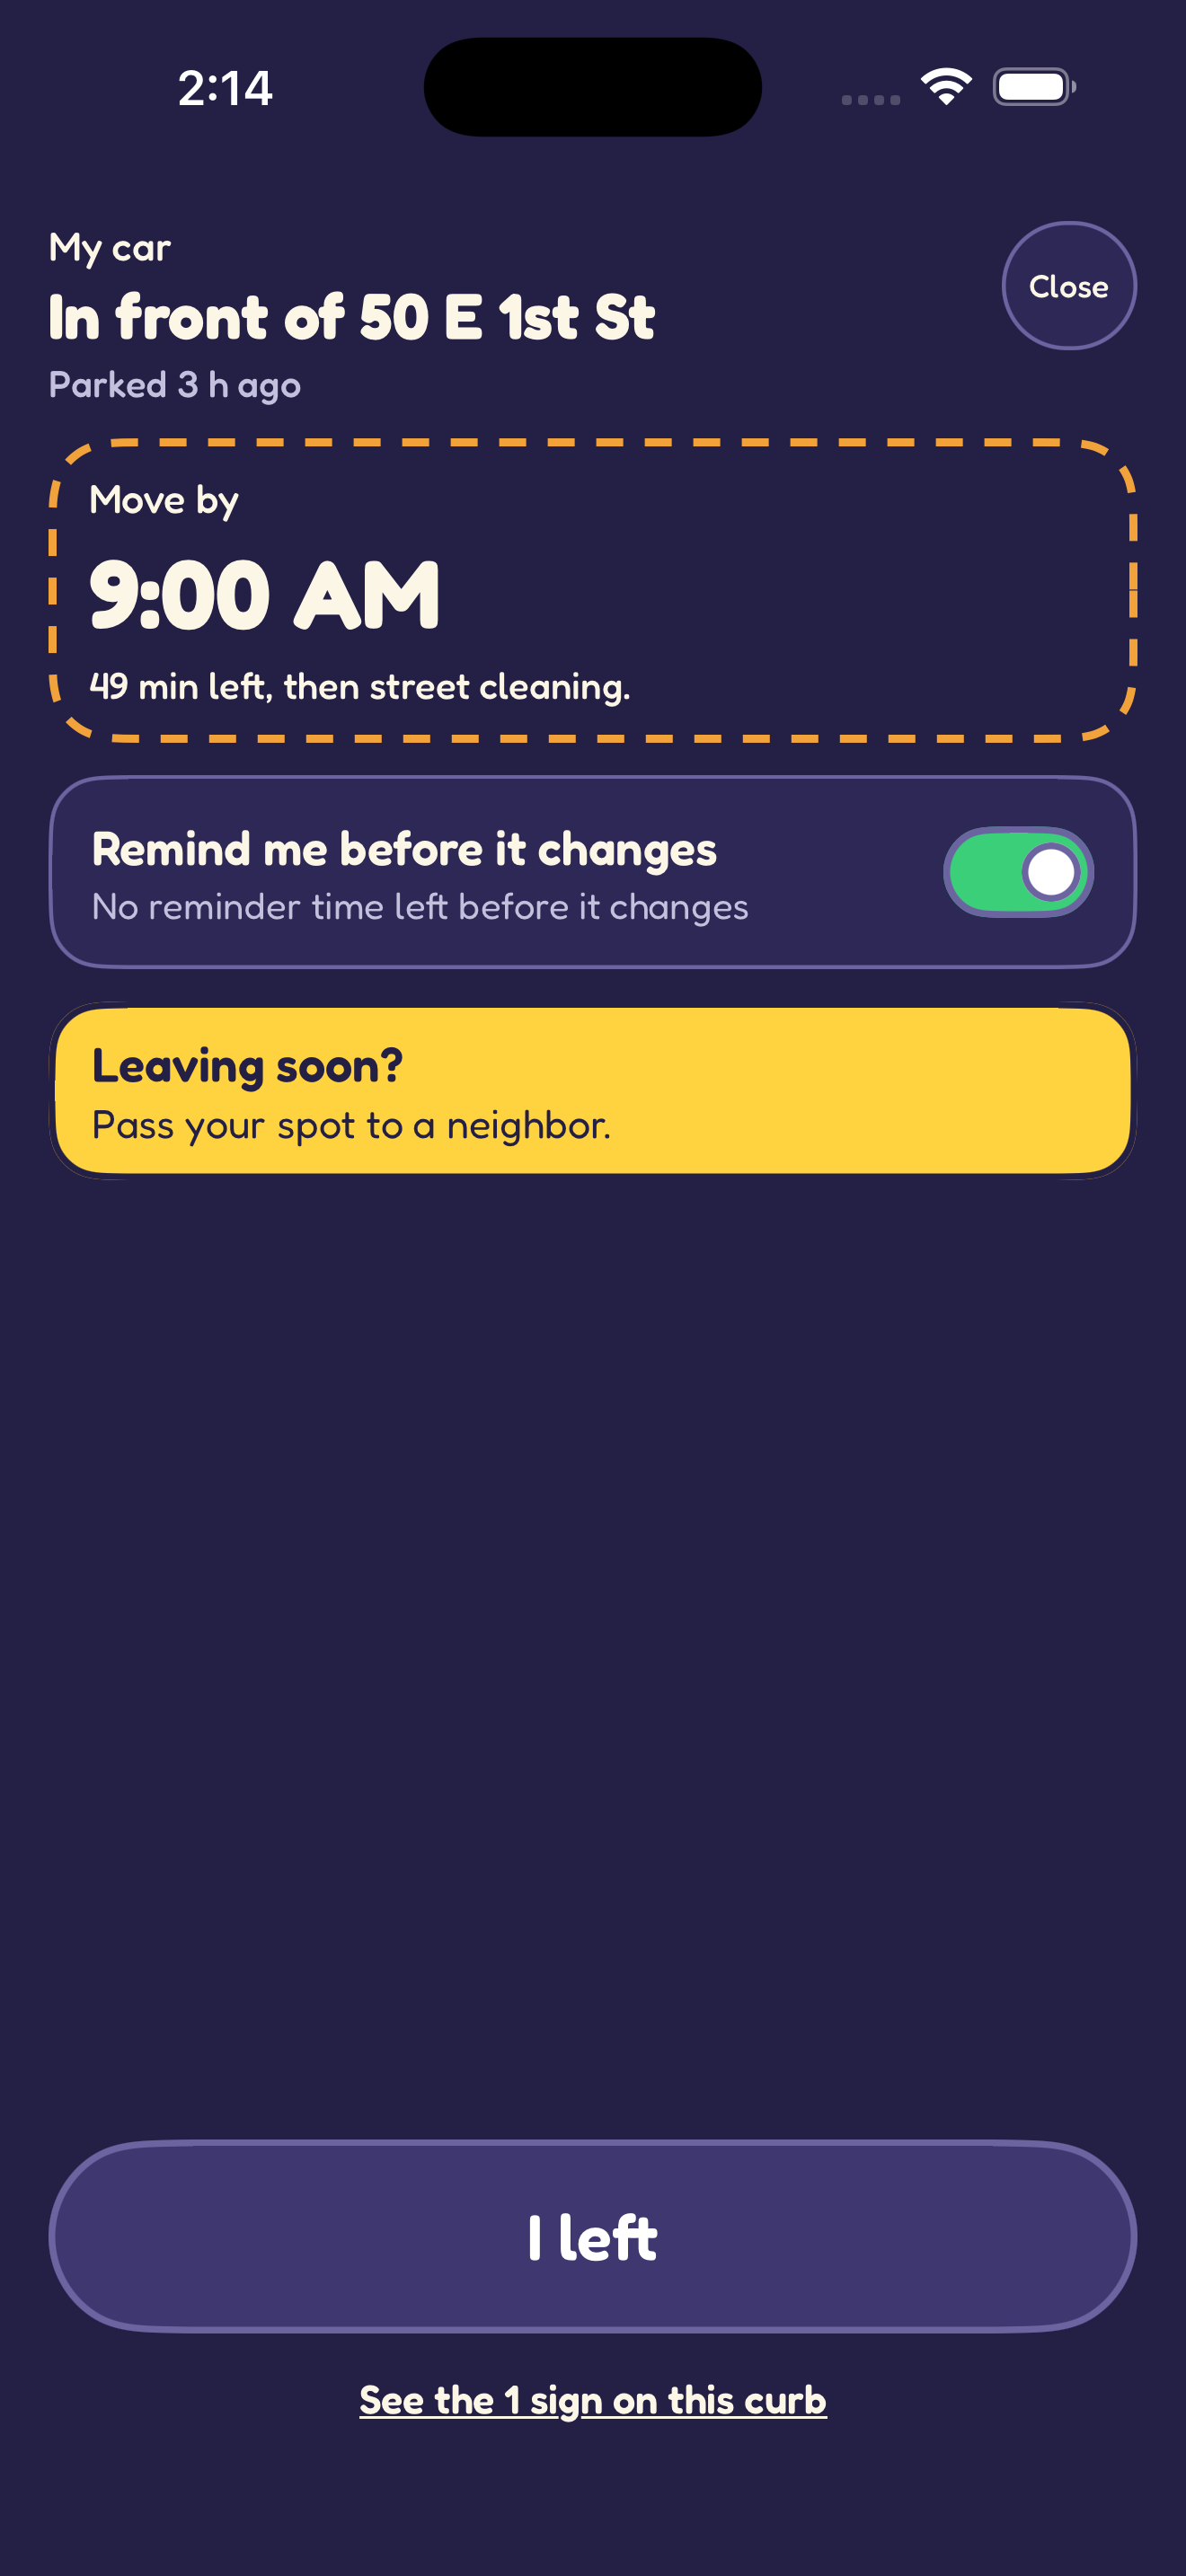 2:14
My car
In front of 50 E 1st St
Parked 3 h ago
Close
Move by
9:00 AM
49 min left, then street cleaning.
Remind me before it changes
No reminder time left before it changes
Leaving soon?
Pass your spot to a neighbor.
I left
See the 1 sign on this curb